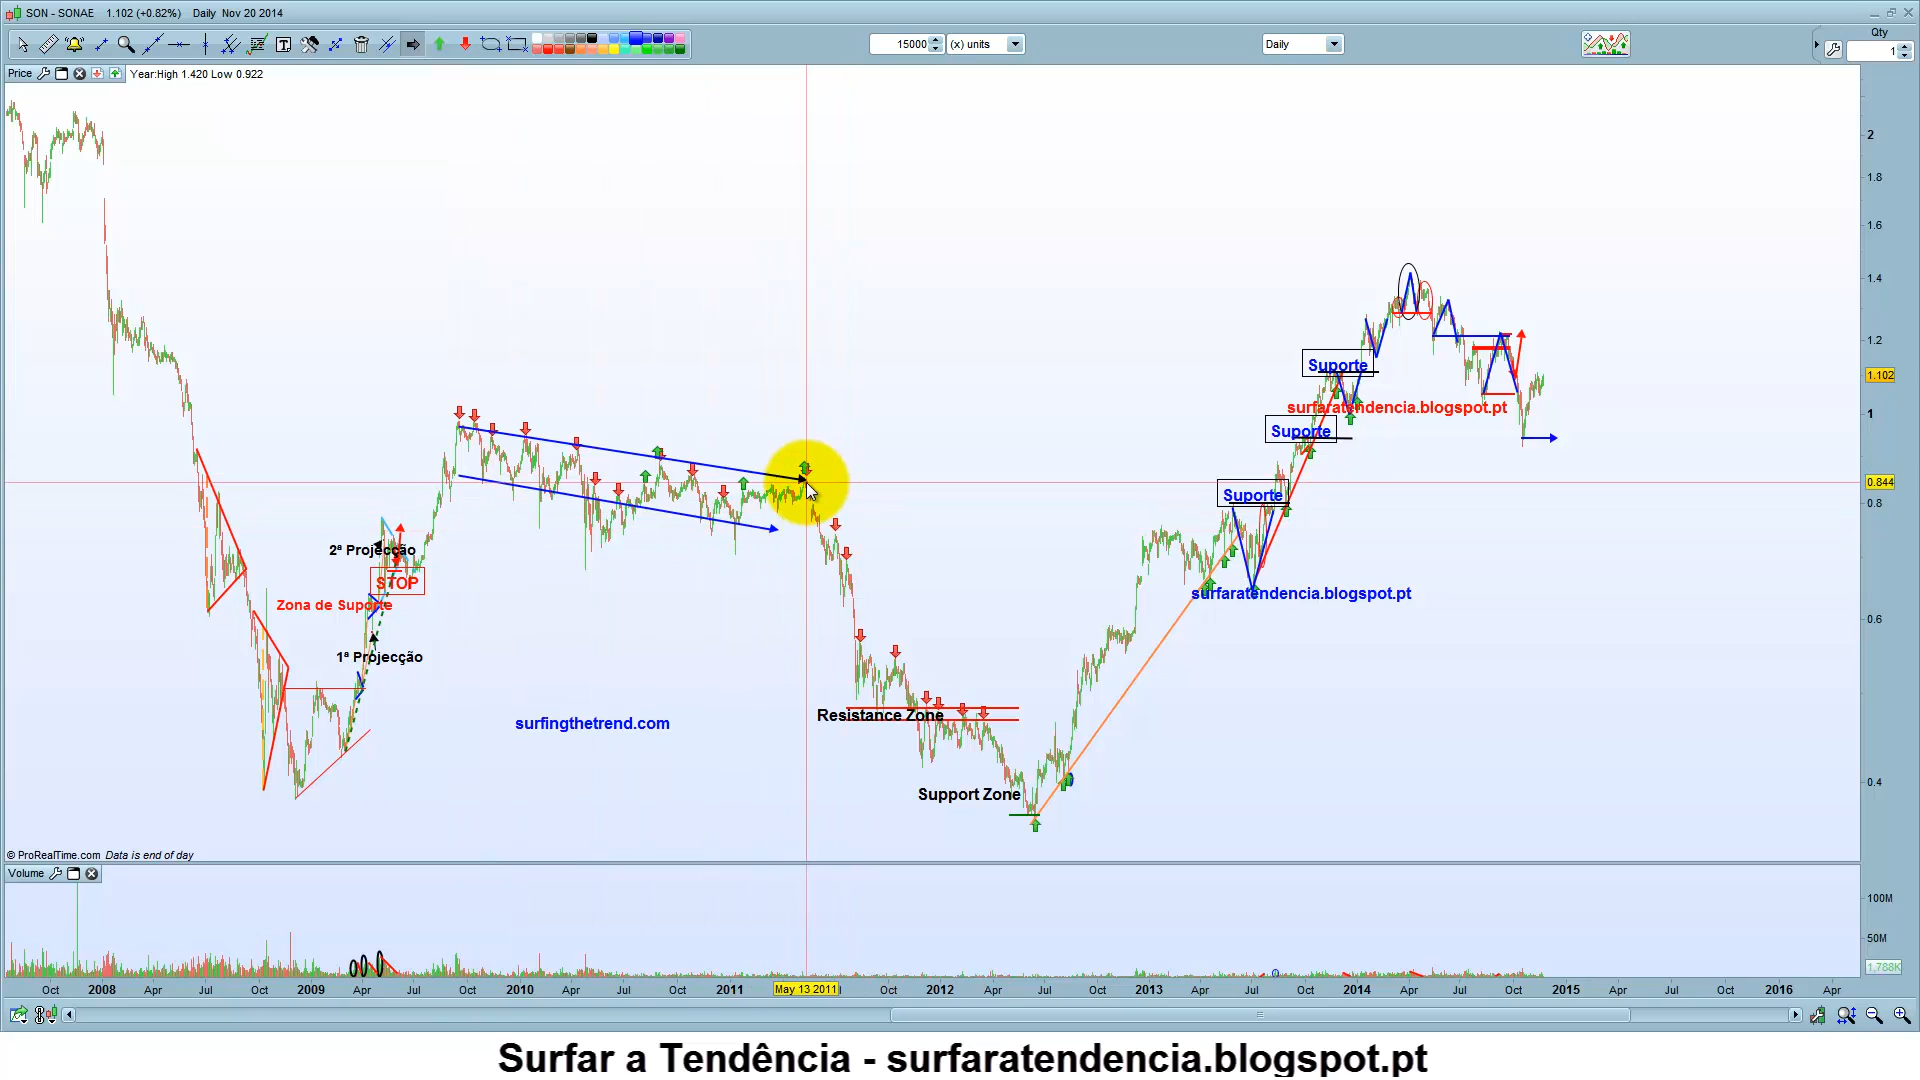 SON - SONAE 1.102 (+0.82%) Daily Nov 20 2014
15000 (x) units Daily Qty 1
Price Year:High 1.420 Low 0.922
2
1.8
1.6
1.4
1.2
Suporte
1.102
surfaratendencia.blogspot.pt
1
Suporte
0.844
Suporte
0.8
2ª Projecção
STOP
surfaratendencia.blogspot.pt
Zona de Suporte
0.6
1ª Projecção
Resistance Zone
surfingthetrend.com
0.4
Support Zone
© ProRealTime.com Data is end of day
Volume
100M
50M
1.788K
Oct 2008 Apr Jul Oct 2009 Apr Jul Oct 2010 Apr Jul Oct 2011 May 13 2011 Oct 2012 Apr Jul Oct 2013 Apr Jul Oct 2014 Apr Jul Oct 2015 Apr Jul Oct 2016 Apr
Surfar a Tendência - surfaratendencia.blogspot.pt